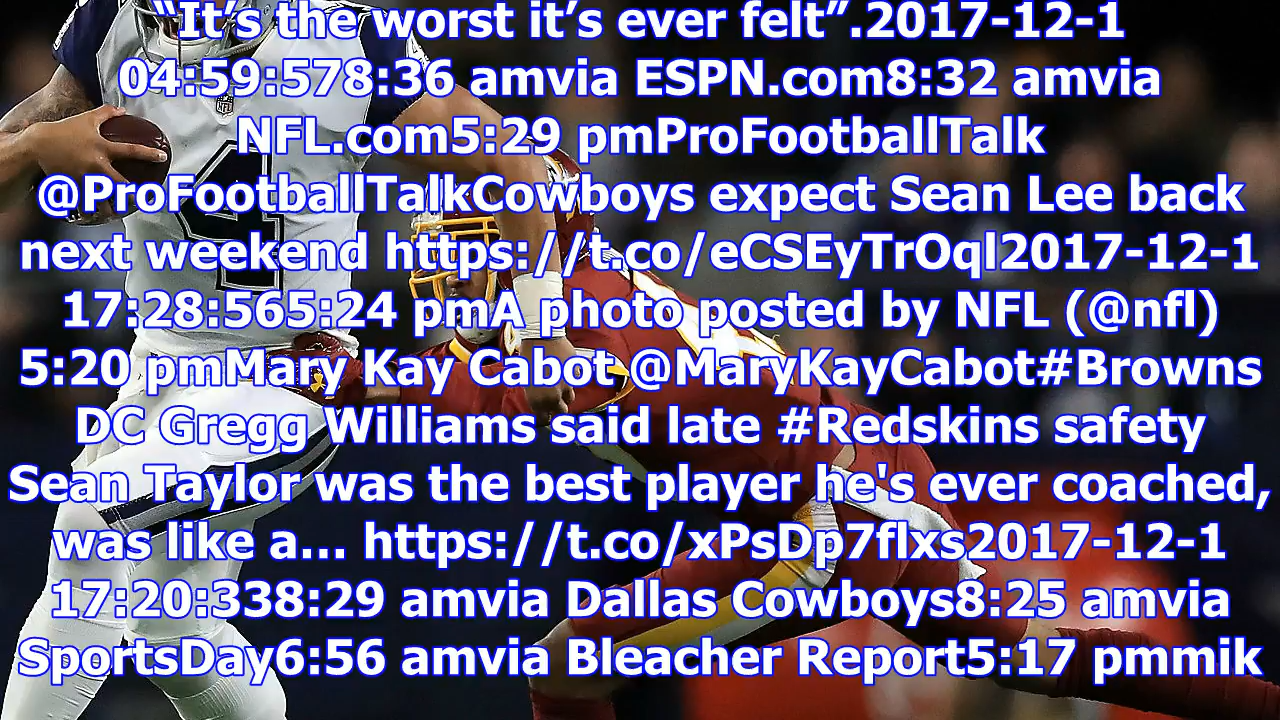 “It’s the worst it’s ever felt”.2017-12-1
04:59:578:36 amvia ESPN.com8:32 amvia
NFL.com5:29 pmProFootballTalk
@ProFootballTalkCowboys expect Sean Lee back
next weekend https://t.co/eCSEyTrOql2017-12-1
17:28:565:24 pmA photo posted by NFL (@nfl)
5:20 pmMary Kay Cabot @MaryKayCabot#Browns
DC Gregg Williams said late #Redskins safety
Sean Taylor was the best player he's ever coached,
was like a… https://t.co/xPsDp7flxs2017-12-1
17:20:338:29 amvia Dallas Cowboys8:25 amvia
SportsDay6:56 amvia Bleacher Report5:17 pmmik
4
NFL